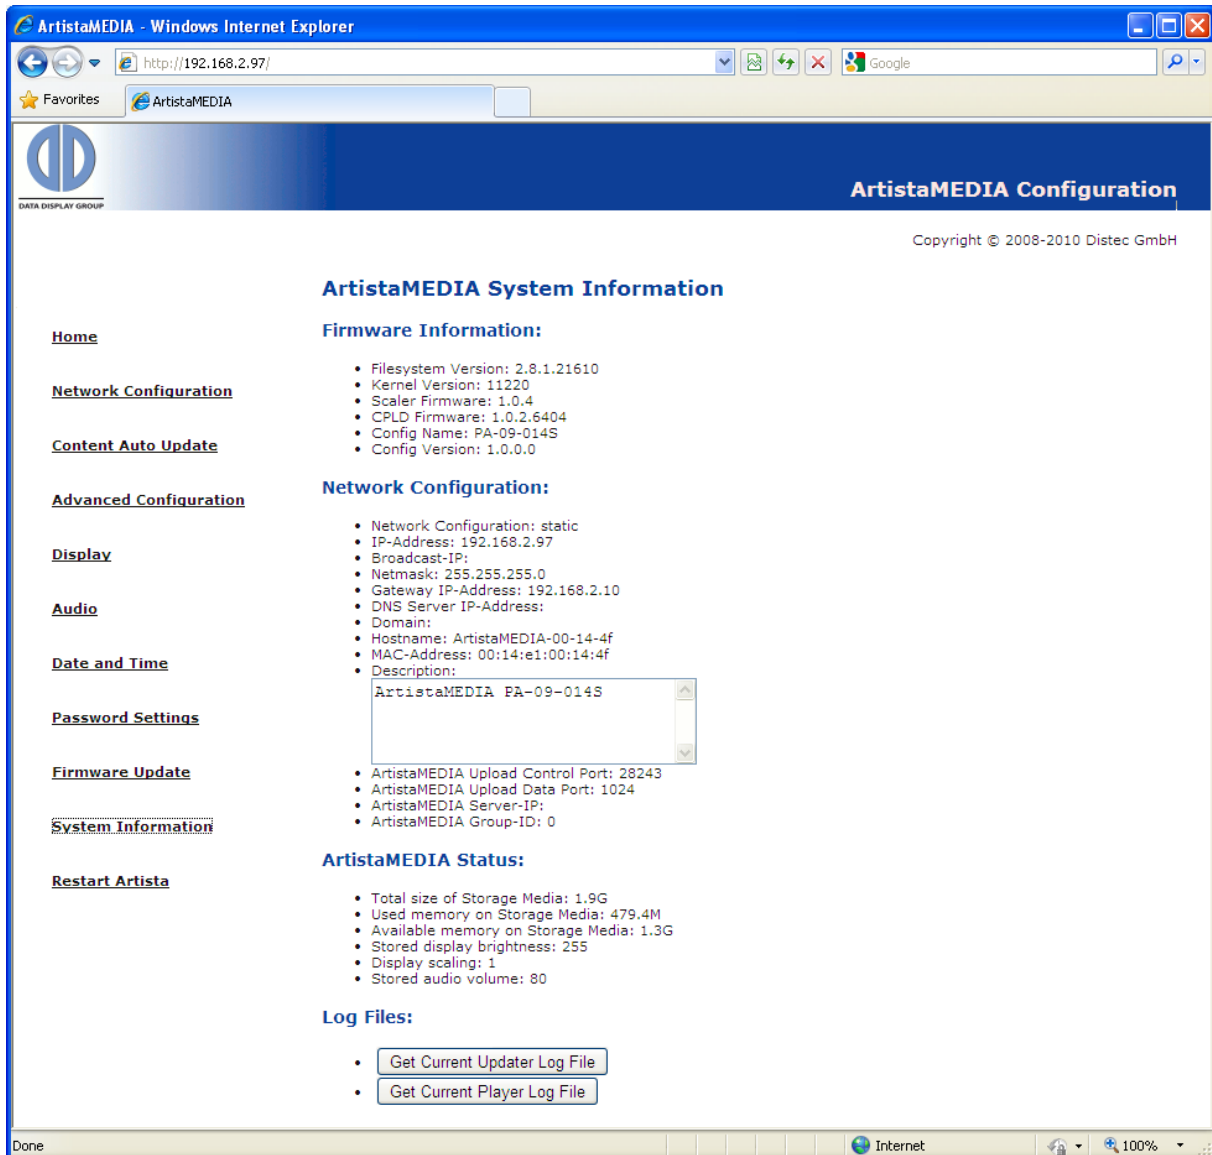 ArtistaMEDIA - Windows Internet Explorer
http://192.168.2.97/
Google
Favorites
ArtistaMEDIA
DATA DISPLAY GROUP
ArtistaMEDIA Configuration
Copyright © 2008-2010 Distec GmbH
ArtistaMEDIA System Information
Home
Network Configuration
Content Auto Update
Advanced Configuration
Display
Audio
Date and Time
Password Settings
Firmware Update
System Information
Restart Artista
Firmware Information:
• Filesystem Version: 2.8.1.21610
• Kernel Version: 11220
• Scaler Firmware: 1.0.4
• CPLD Firmware: 1.0.2.6404
• Config Name: PA-09-014S
• Config Version: 1.0.0.0
Network Configuration:
• Network Configuration: static
• IP-Address: 192.168.2.97
• Broadcast-IP:
• Netmask: 255.255.255.0
• Gateway IP-Address: 192.168.2.10
• DNS Server IP-Address:
• Domain:
• Hostname: ArtistaMEDIA-00-14-4f
• MAC-Address: 00:14:e1:00:14:4f
• Description:
ArtistaMEDIA PA-09-014S
• ArtistaMEDIA Upload Control Port: 28243
• ArtistaMEDIA Upload Data Port: 1024
• ArtistaMEDIA Server-IP:
• ArtistaMEDIA Group-ID: 0
ArtistaMEDIA Status:
• Total size of Storage Media: 1.9G
• Used memory on Storage Media: 479.4M
• Available memory on Storage Media: 1.3G
• Stored display brightness: 255
• Display scaling: 1
• Stored audio volume: 80
Log Files:
• Get Current Updater Log File
• Get Current Player Log File
Done
Internet
100%